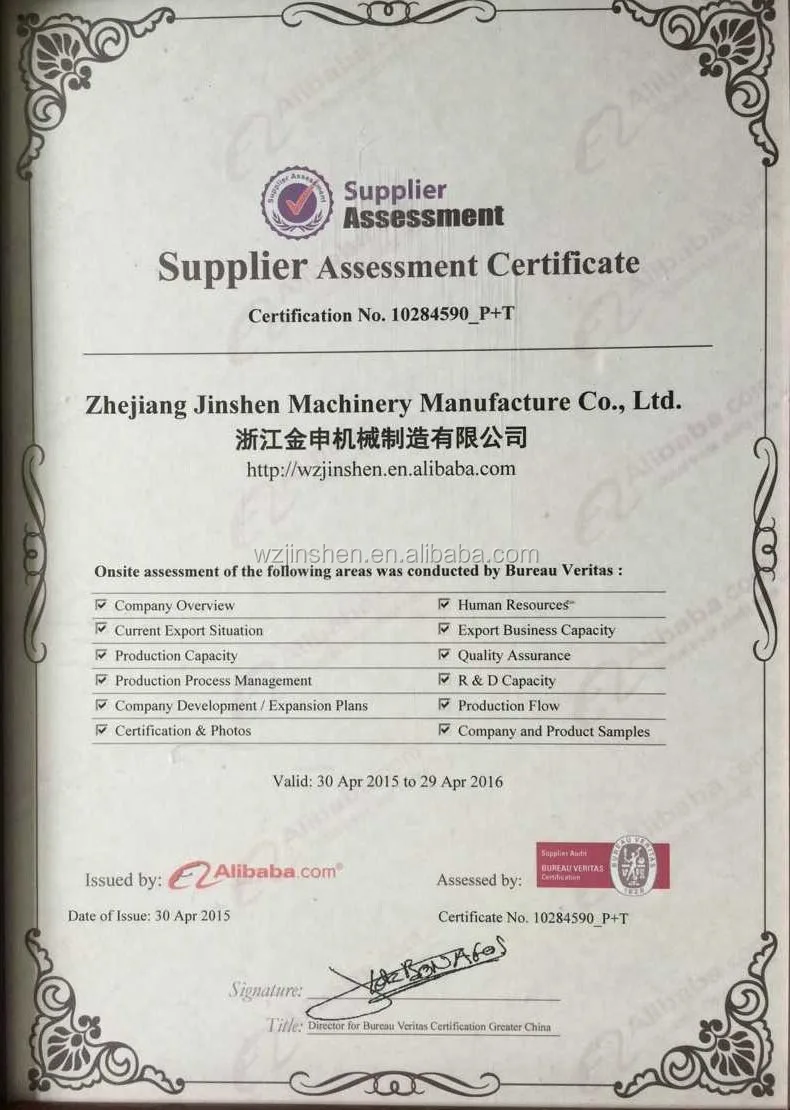 Supplier Assessment
Supplier
Assessment
Supplier Assessment Certificate
Certification No. 10284590_P+T
Zhejiang Jinshen Machinery Manufacture Co., Ltd.
浙江金申机械制造有限公司
http://wzjinshen.en.alibaba.com
wzjinshen.en.alibaba.com
Onsite assessment of the following areas was conducted by Bureau Veritas :
Company Overview Human Resources
Current Export Situation Export Business Capacity
Production Capacity Quality Assurance
Production Process Management R & D Capacity
Company Development / Expansion Plans Production Flow
Certification & Photos Company and Product Samples
Valid: 30 Apr 2015 to 29 Apr 2016
Issued by: Alibaba.com® Assessed by:
Supplier Audit
BUREAU VERITAS
Certification
BUREAU VERITAS
1828
Date of Issue: 30 Apr 2015 Certificate No. 10284590_P+T
Signature:
Title: Director for Bureau Veritas Certification Greater China